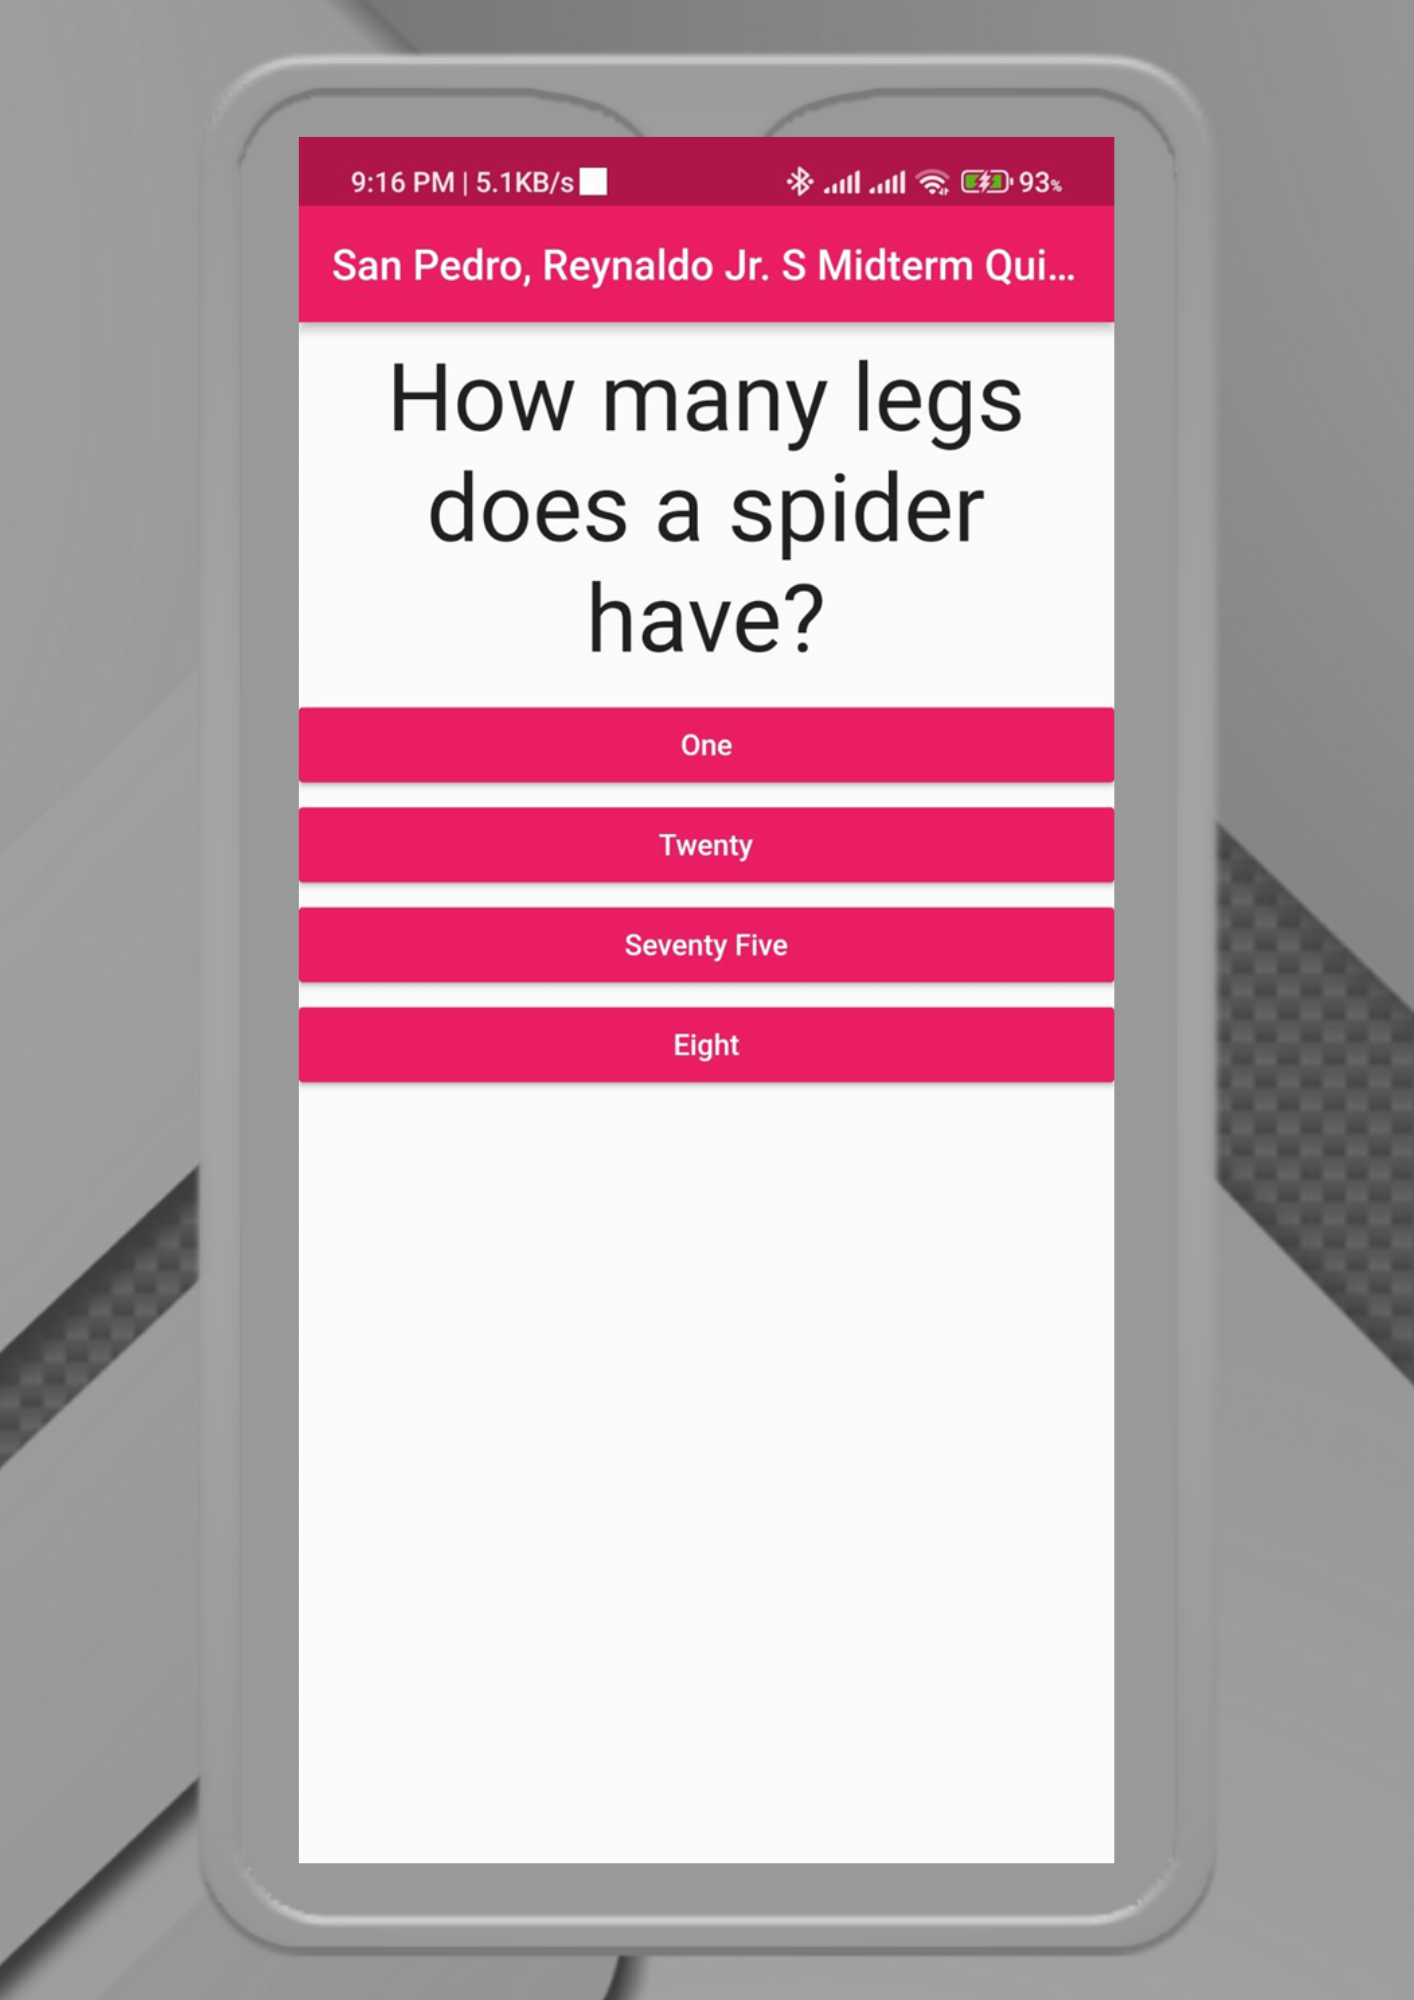 9:16 PM | 5.1KB/s 93%
San Pedro, Reynaldo Jr. S Midterm Qui...
How many legs
does a spider
have?
One
Twenty
Seventy Five
Eight